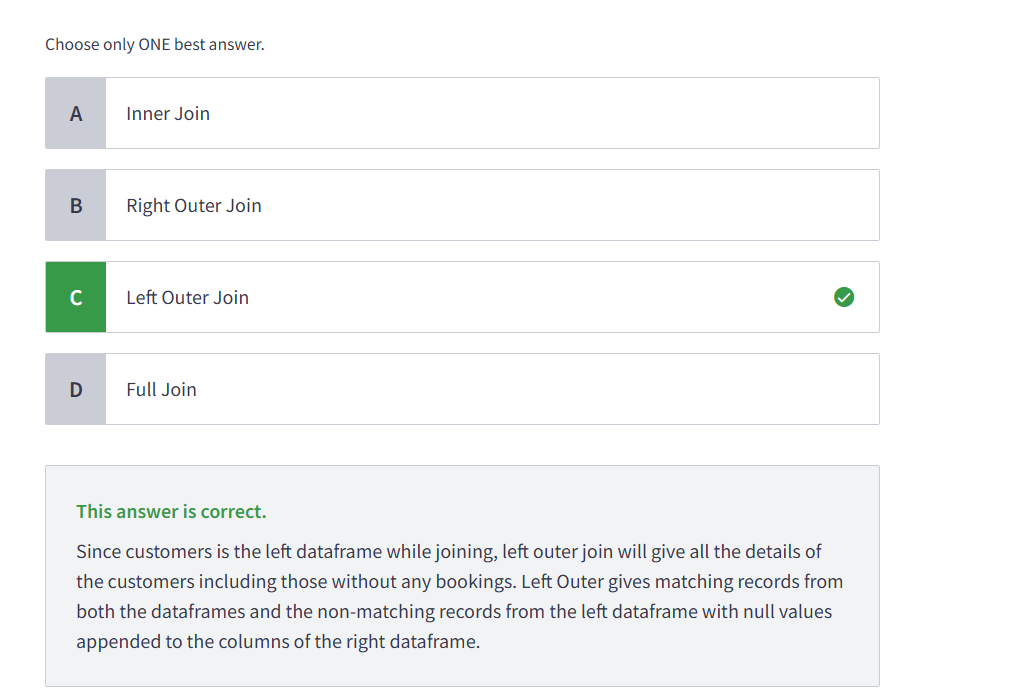 Choose only ONE best answer.
A Inner Join
B Right Outer Join
C Left Outer Join
D Full Join
This answer is correct.
Since customers is the left dataframe while joining, left outer join will give all the details of
the customers including those without any bookings. Left Outer gives matching records from
both the dataframes and the non-matching records from the left dataframe with null values
appended to the columns of the right dataframe.